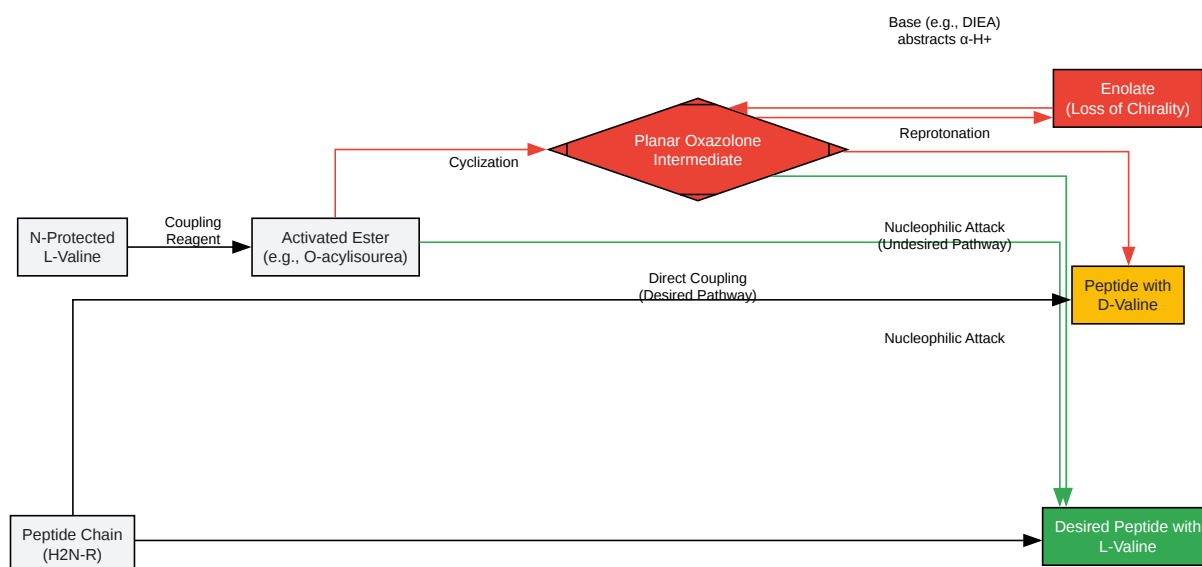 Base (e.g., DIEA)
abstracts α-H+
Enolate
(Loss of Chirality)
Planar Oxazolone
Intermediate
Reprotonation
Cyclization
Coupling
Reagent
N-Protected
L-Valine
Activated Ester
(e.g., O-acylisourea)
Nucleophilic Attack
(Undesired Pathway)
Direct Coupling
(Desired Pathway)
Peptide with
D-Valine
Nucleophilic Attack
Peptide Chain
(H2N-R)
Desired Peptide with
L-Valine